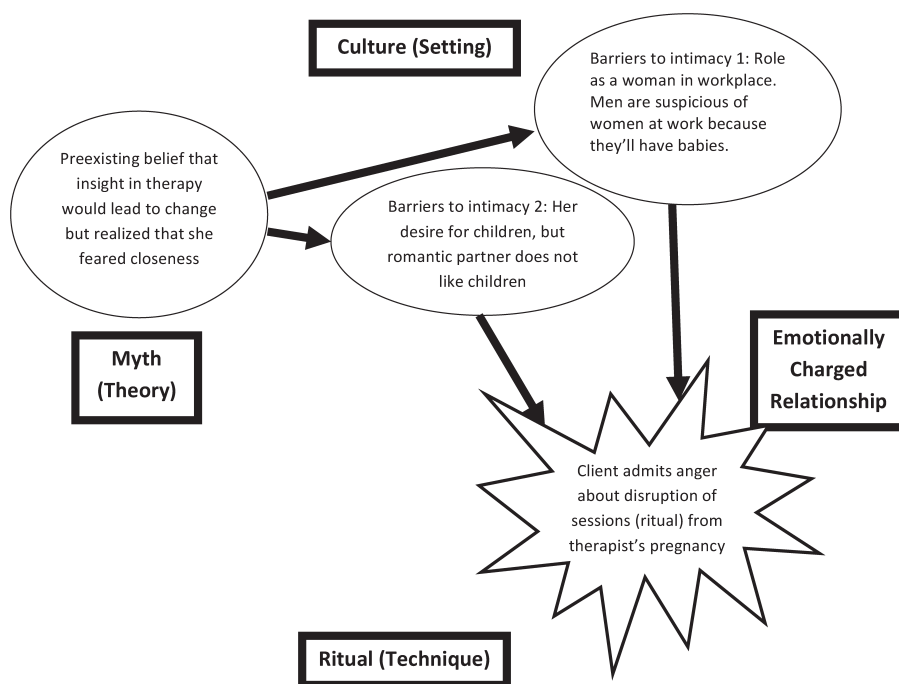 Culture (Setting)
Barriers to intimacy 1: Role
as a woman in workplace.
Men are suspicious of
women at work because
they'll have babies.
Preexisting belief that
insight in therapy
would lead to change
but realized that she
feared closeness
Barriers to intimacy 2: Her
desire for children, but
romantic partner does not
like children
Myth
(Theory)
Emotionally
Charged
Relationship
Client admits anger
about disruption of
sessions (ritual) from
therapist's pregnancy
Ritual (Technique)